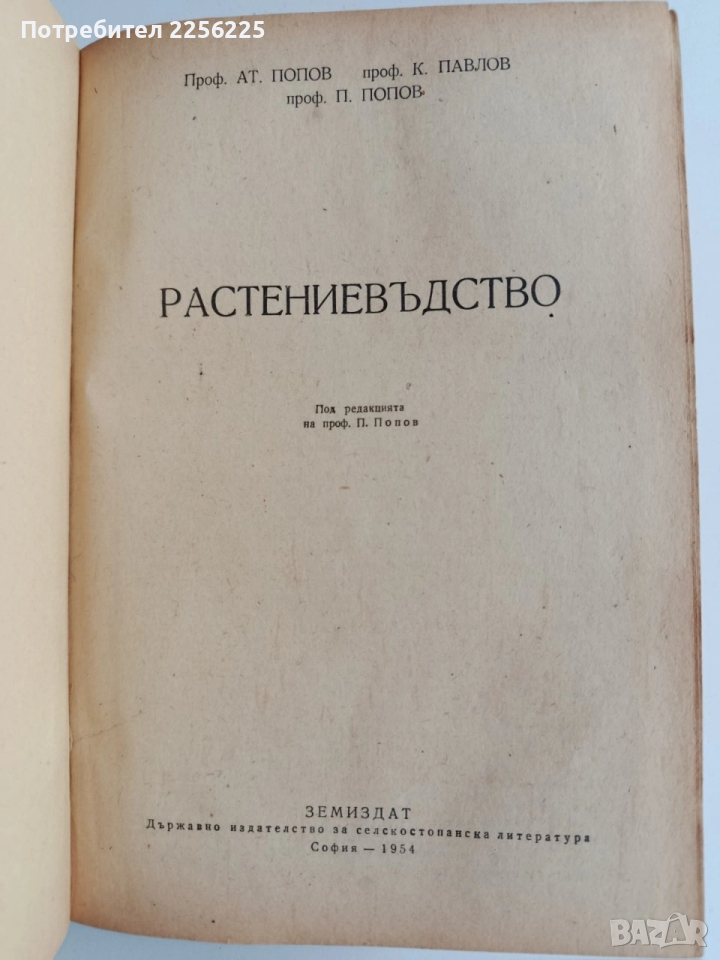 Потребител 2256225
Проф. АТ. ПОПОВ проф. К. ПАВЛОВ
проф. П. ПОПОВ
РАСТЕНИЕВЪДСТВО
Под редакцията
на проф. П. Попов
ЗЕМИЗДАТ
Държавно издателство за селскостопанска литература
София — 1954
BAZAR